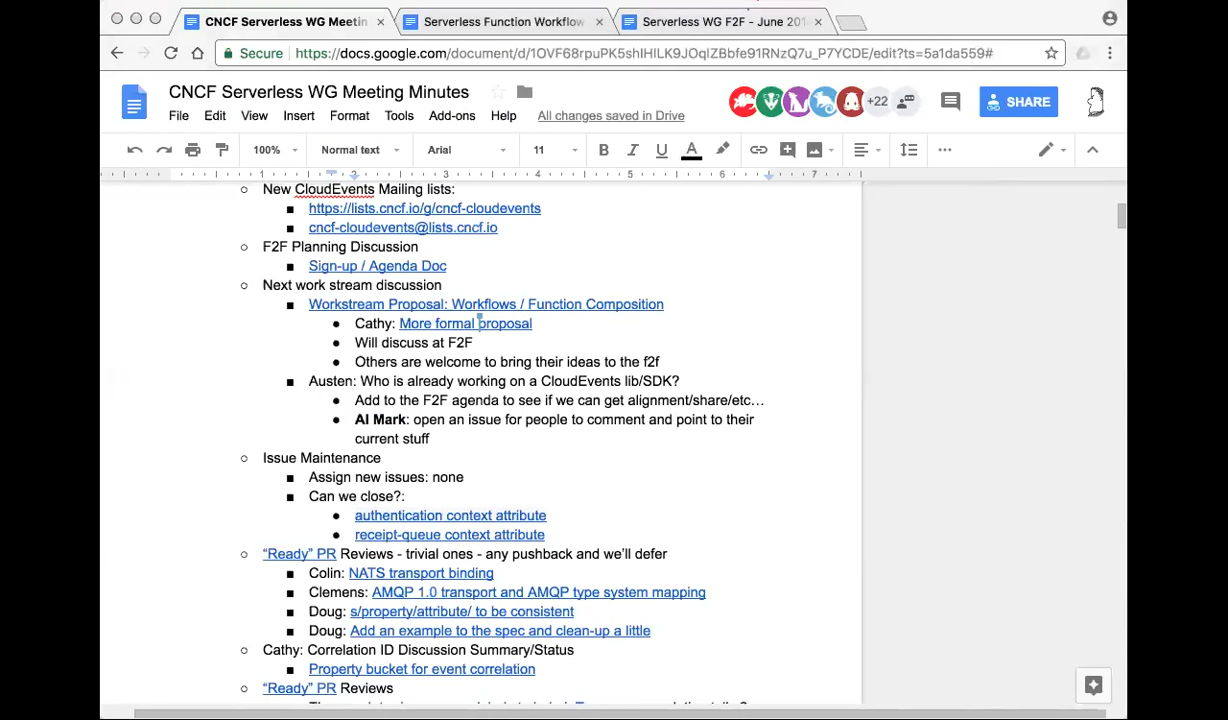 CNCF Serverless WG Meetin
Serverless Function Workflow
Serverless WG F2F - June 201
Secure https://docs.google.com/document/d/1OVF68rpuPK5shIHlLK9JOqlZBbfe91RNzQ7u_P7YCDE/edit?ts=5a1da559#
CNCF Serverless WG Meeting Minutes
+22
SHARE
File Edit View Insert Format Tools Add-ons Help All changes saved in Drive
100% Normal text Arial 11 B I U A
1 2 3 4 5 6 7
○ New CloudEvents Mailing lists:
■ https://lists.cncf.io/g/cncf-cloudevents
■ cncf-cloudevents@lists.cncf.io
○ F2F Planning Discussion
■ Sign-up / Agenda Doc
○ Next work stream discussion
■ Workstream Proposal: Workflows / Function Composition
● Cathy: More formal proposal
● Will discuss at F2F
● Others are welcome to bring their ideas to the f2f
■ Austen: Who is already working on a CloudEvents lib/SDK?
● Add to the F2F agenda to see if we can get alignment/share/etc…
● AI Mark: open an issue for people to comment and point to their
current stuff
○ Issue Maintenance
■ Assign new issues: none
■ Can we close?:
● authentication context attribute
● receipt-queue context attribute
○ “Ready” PR Reviews - trivial ones - any pushback and we’ll defer
■ Colin: NATS transport binding
■ Clemens: AMQP 1.0 transport and AMQP type system mapping
■ Doug: s/property/attribute/ to be consistent
■ Doug: Add an example to the spec and clean-up a little
○ Cathy: Correlation ID Discussion Summary/Status
■ Property bucket for event correlation
○ “Ready” PR Reviews